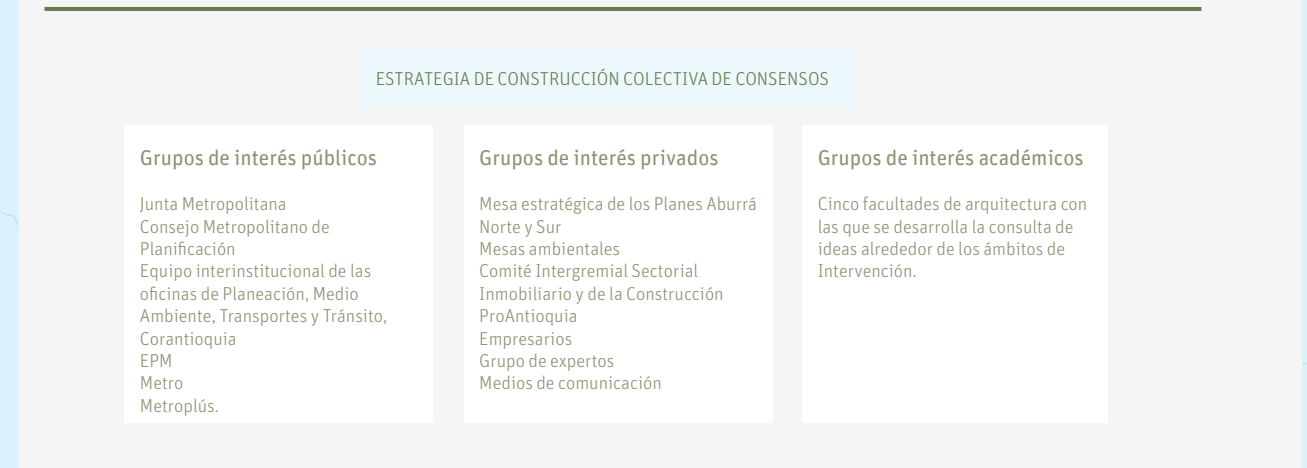 ESTRATEGIA DE CONSTRUCCIÓN COLECTIVA DE CONSENSOS
Grupos de interés públicos
Junta Metropolitana
Consejo Metropolitano de
Planificación
Equipo interinstitucional de las
oficinas de Planeación, Medio
Ambiente, Transportes y Tránsito,
Corantioquia
EPM
Metro
Metroplús.
Grupos de interés privados
Mesa estratégica de los Planes Aburrá
Norte y Sur
Mesas ambientales
Comité Intergremial Sectorial
Inmobiliario y de la Construcción
ProAntioquia
Empresarios
Grupo de expertos
Medios de comunicación
Grupos de interés académicos
Cinco facultades de arquitectura con
las que se desarrolla la consulta de
ideas alrededor de los ámbitos de
Intervención.